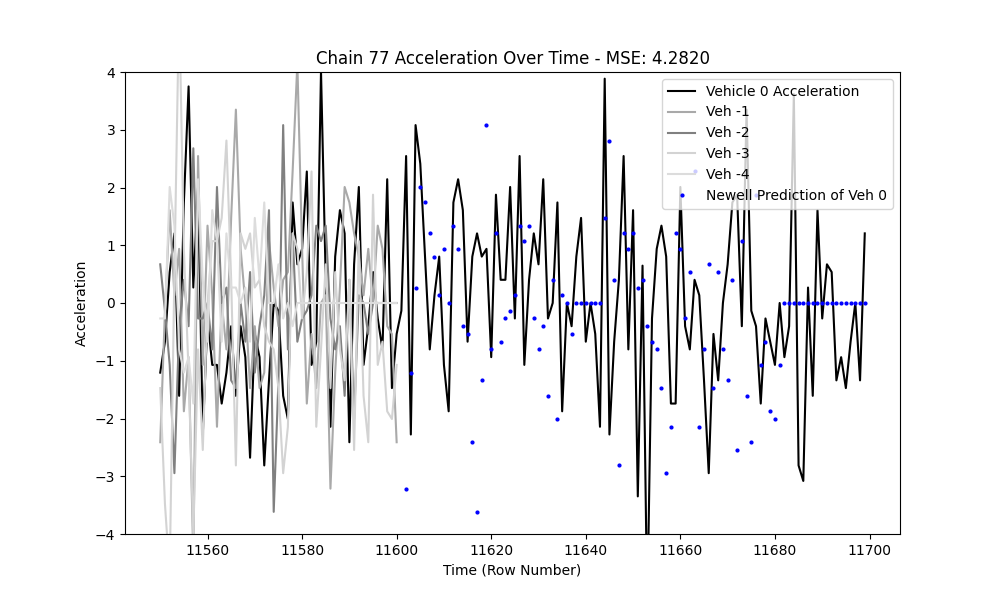 Chain 77 Acceleration Over Time - MSE: 4.2820
Acceleration
4
3
2
1
0
−1
−2
−3
−4
Vehicle 0 Acceleration
Veh -1
Veh -2
Veh -3
Veh -4
Newell Prediction of Veh 0
11560
11580
11600
11620
11640
11660
11680
11700
Time (Row Number)